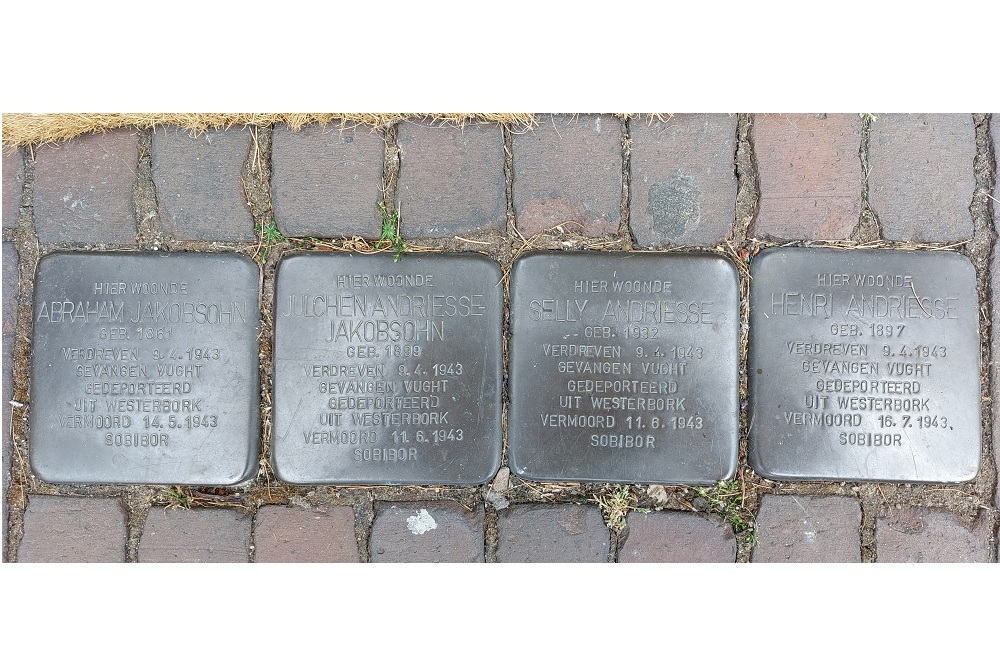 HIER WOONDE
ABRAHAM JAKOBSOHN
GEB. 1861
VERDREVEN 9.4.1943
GEVANGEN VUGHT
GEDEPORTEERD
UIT WESTERBORK
VERMOORD 14.5.1943
SOBIBOR
HIER WOONDE
JULCHEN ANDRIESSE-
JAKOBSOHN
GEB. 1899
VERDREVEN 9.4.1943
GEVANGEN VUGHT
GEDEPORTEERD
UIT WESTERBORK
VERMOORD 11.6.1943
SOBIBOR
HIER WOONDE
SELLY ANDRIESSE
GEB. 1932
VERDREVEN 9.4.1943
GEVANGEN VUGHT
GEDEPORTEERD
UIT WESTERBORK
VERMOORD 11.6.1943
SOBIBOR
HIER WOONDE
HENRI ANDRIESSE
GEB. 1897
VERDREVEN 9.4.1943
GEVANGEN VUGHT
GEDEPORTEERD
UIT WESTERBORK
VERMOORD 16.7.1943
SOBIBOR